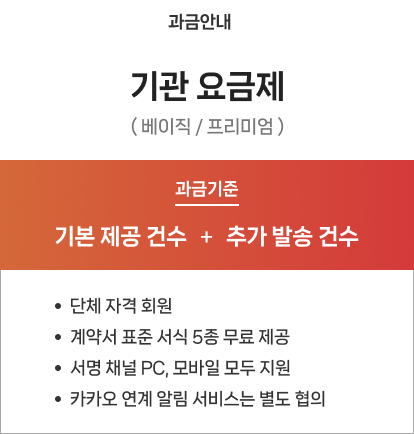 과금안내
기관 요금제
( 베이직 / 프리미엄 )
과금기준
기본 제공 건수 + 추가 발송 건수
• 단체 자격 회원
• 계약서 표준 서식 5종 무료 제공
• 서명 채널 PC, 모바일 모두 지원
• 카카오 연계 알림 서비스는 별도 협의